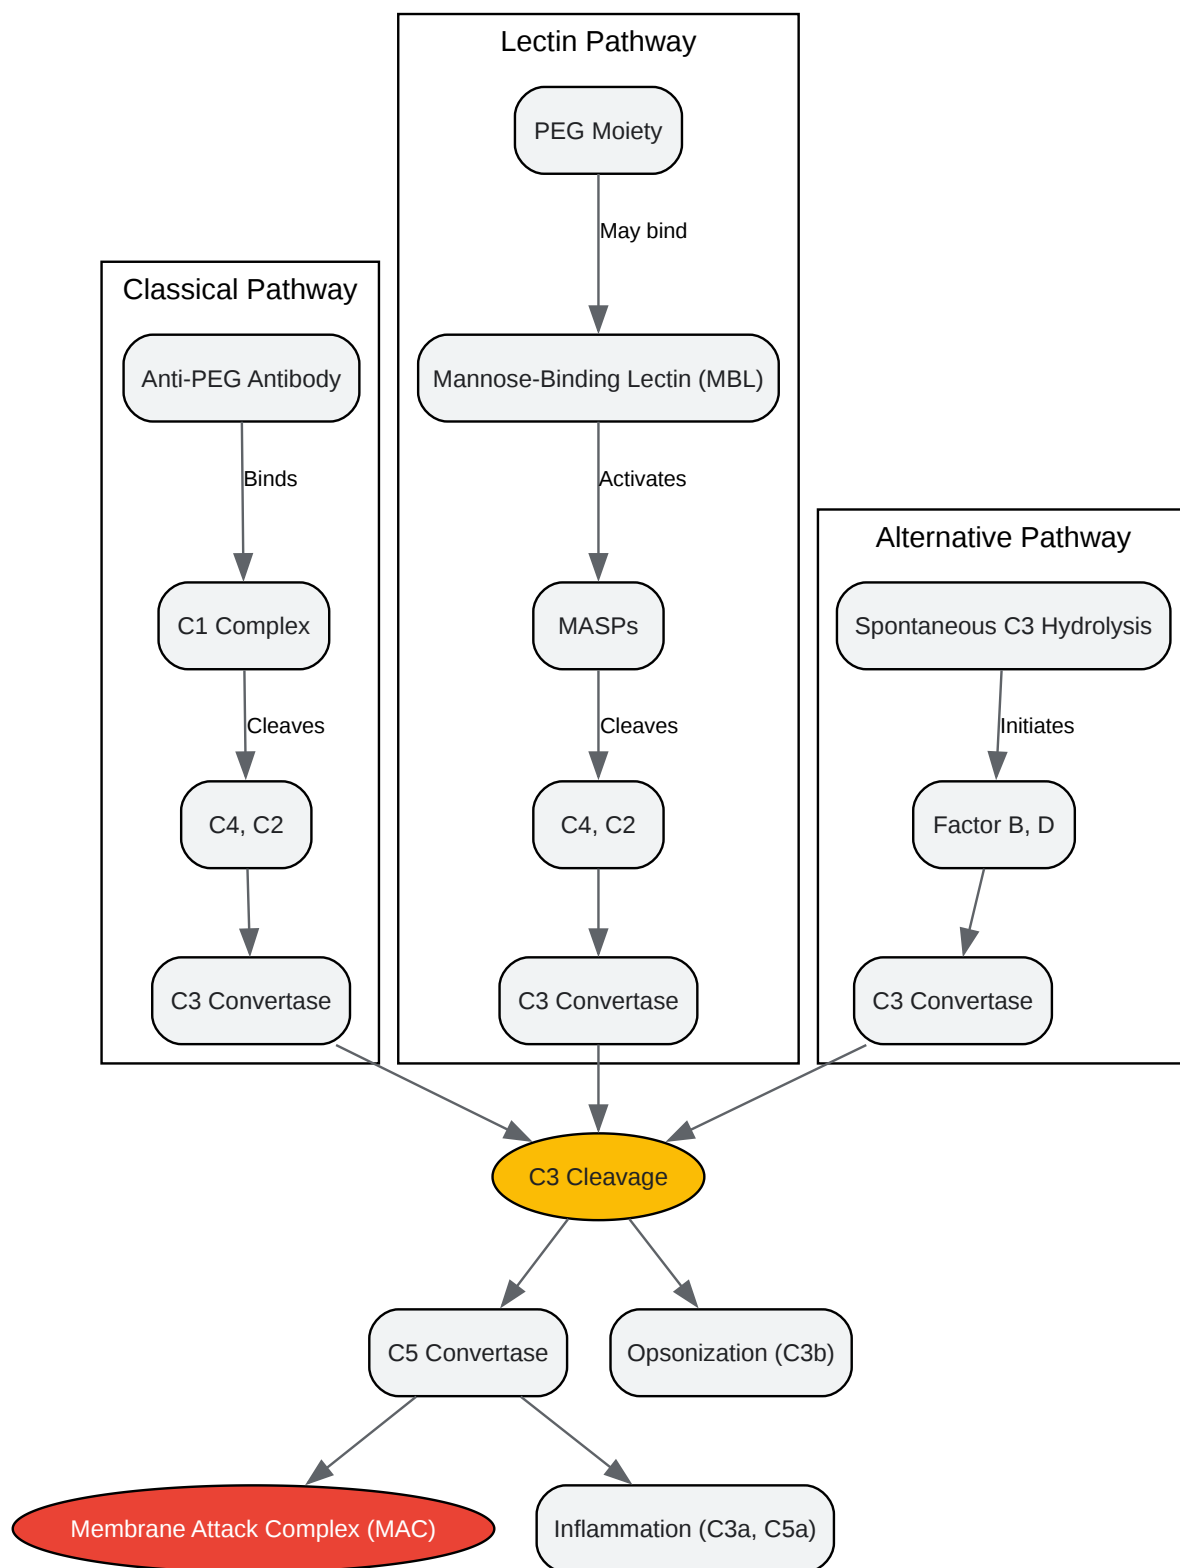 Lectin Pathway
PEG Moiety
May bind
Classical Pathway
Anti-PEG Antibody
Mannose-Binding Lectin (MBL)
Binds
Activates
Alternative Pathway
C1 Complex
MASPs
Spontaneous C3 Hydrolysis
Cleaves
Cleaves
Initiates
C4, C2
C4, C2
Factor B, D
C3 Convertase
C3 Convertase
C3 Convertase
C3 Cleavage
C5 Convertase
Opsonization (C3b)
Membrane Attack Complex (MAC)
Inflammation (C3a, C5a)